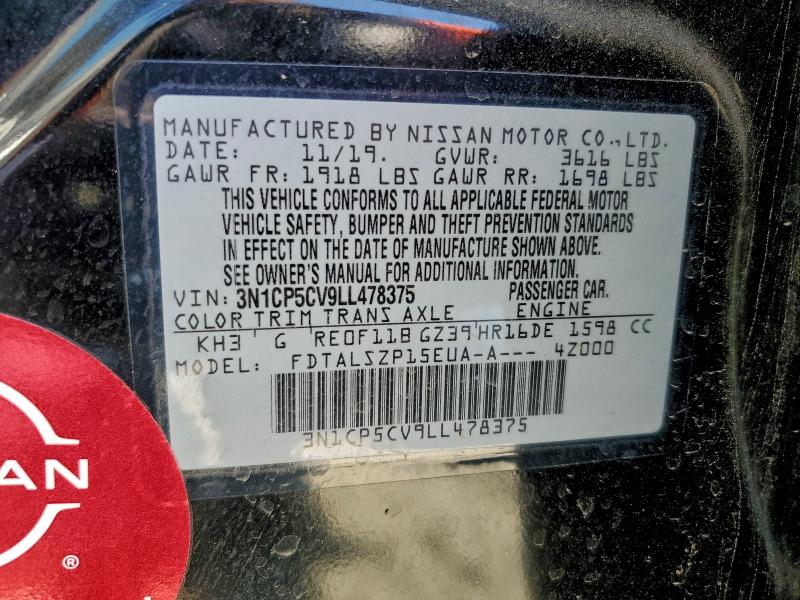 MANUFACTURED BY NISSAN MOTOR CO., LTD.
DATE: 11/19. GVWR: 3616 LBS
GAWR FR: 1918 LBS GAWR RR: 1698 LBS
THIS VEHICLE CONFORMS TO ALL APPLICABLE FEDERAL MOTOR
VEHICLE SAFETY, BUMPER AND THEFT PREVENTION STANDARDS
IN EFFECT ON THE DATE OF MANUFACTURE SHOWN ABOVE.
SEE OWNER'S MANUAL FOR ADDITIONAL INFORMATION.
VIN: 3N1CP5CV9LL478375 PASSENGER CAR.
COLOR TRIM TRANS AXLE ENGINE
KH3 G RE0F11B GZ39 HR16DE 1598 CC
MODEL: FDTALSZP15EUA-A--- 4Z000
3N1CP5CV9LL478375
AN
®